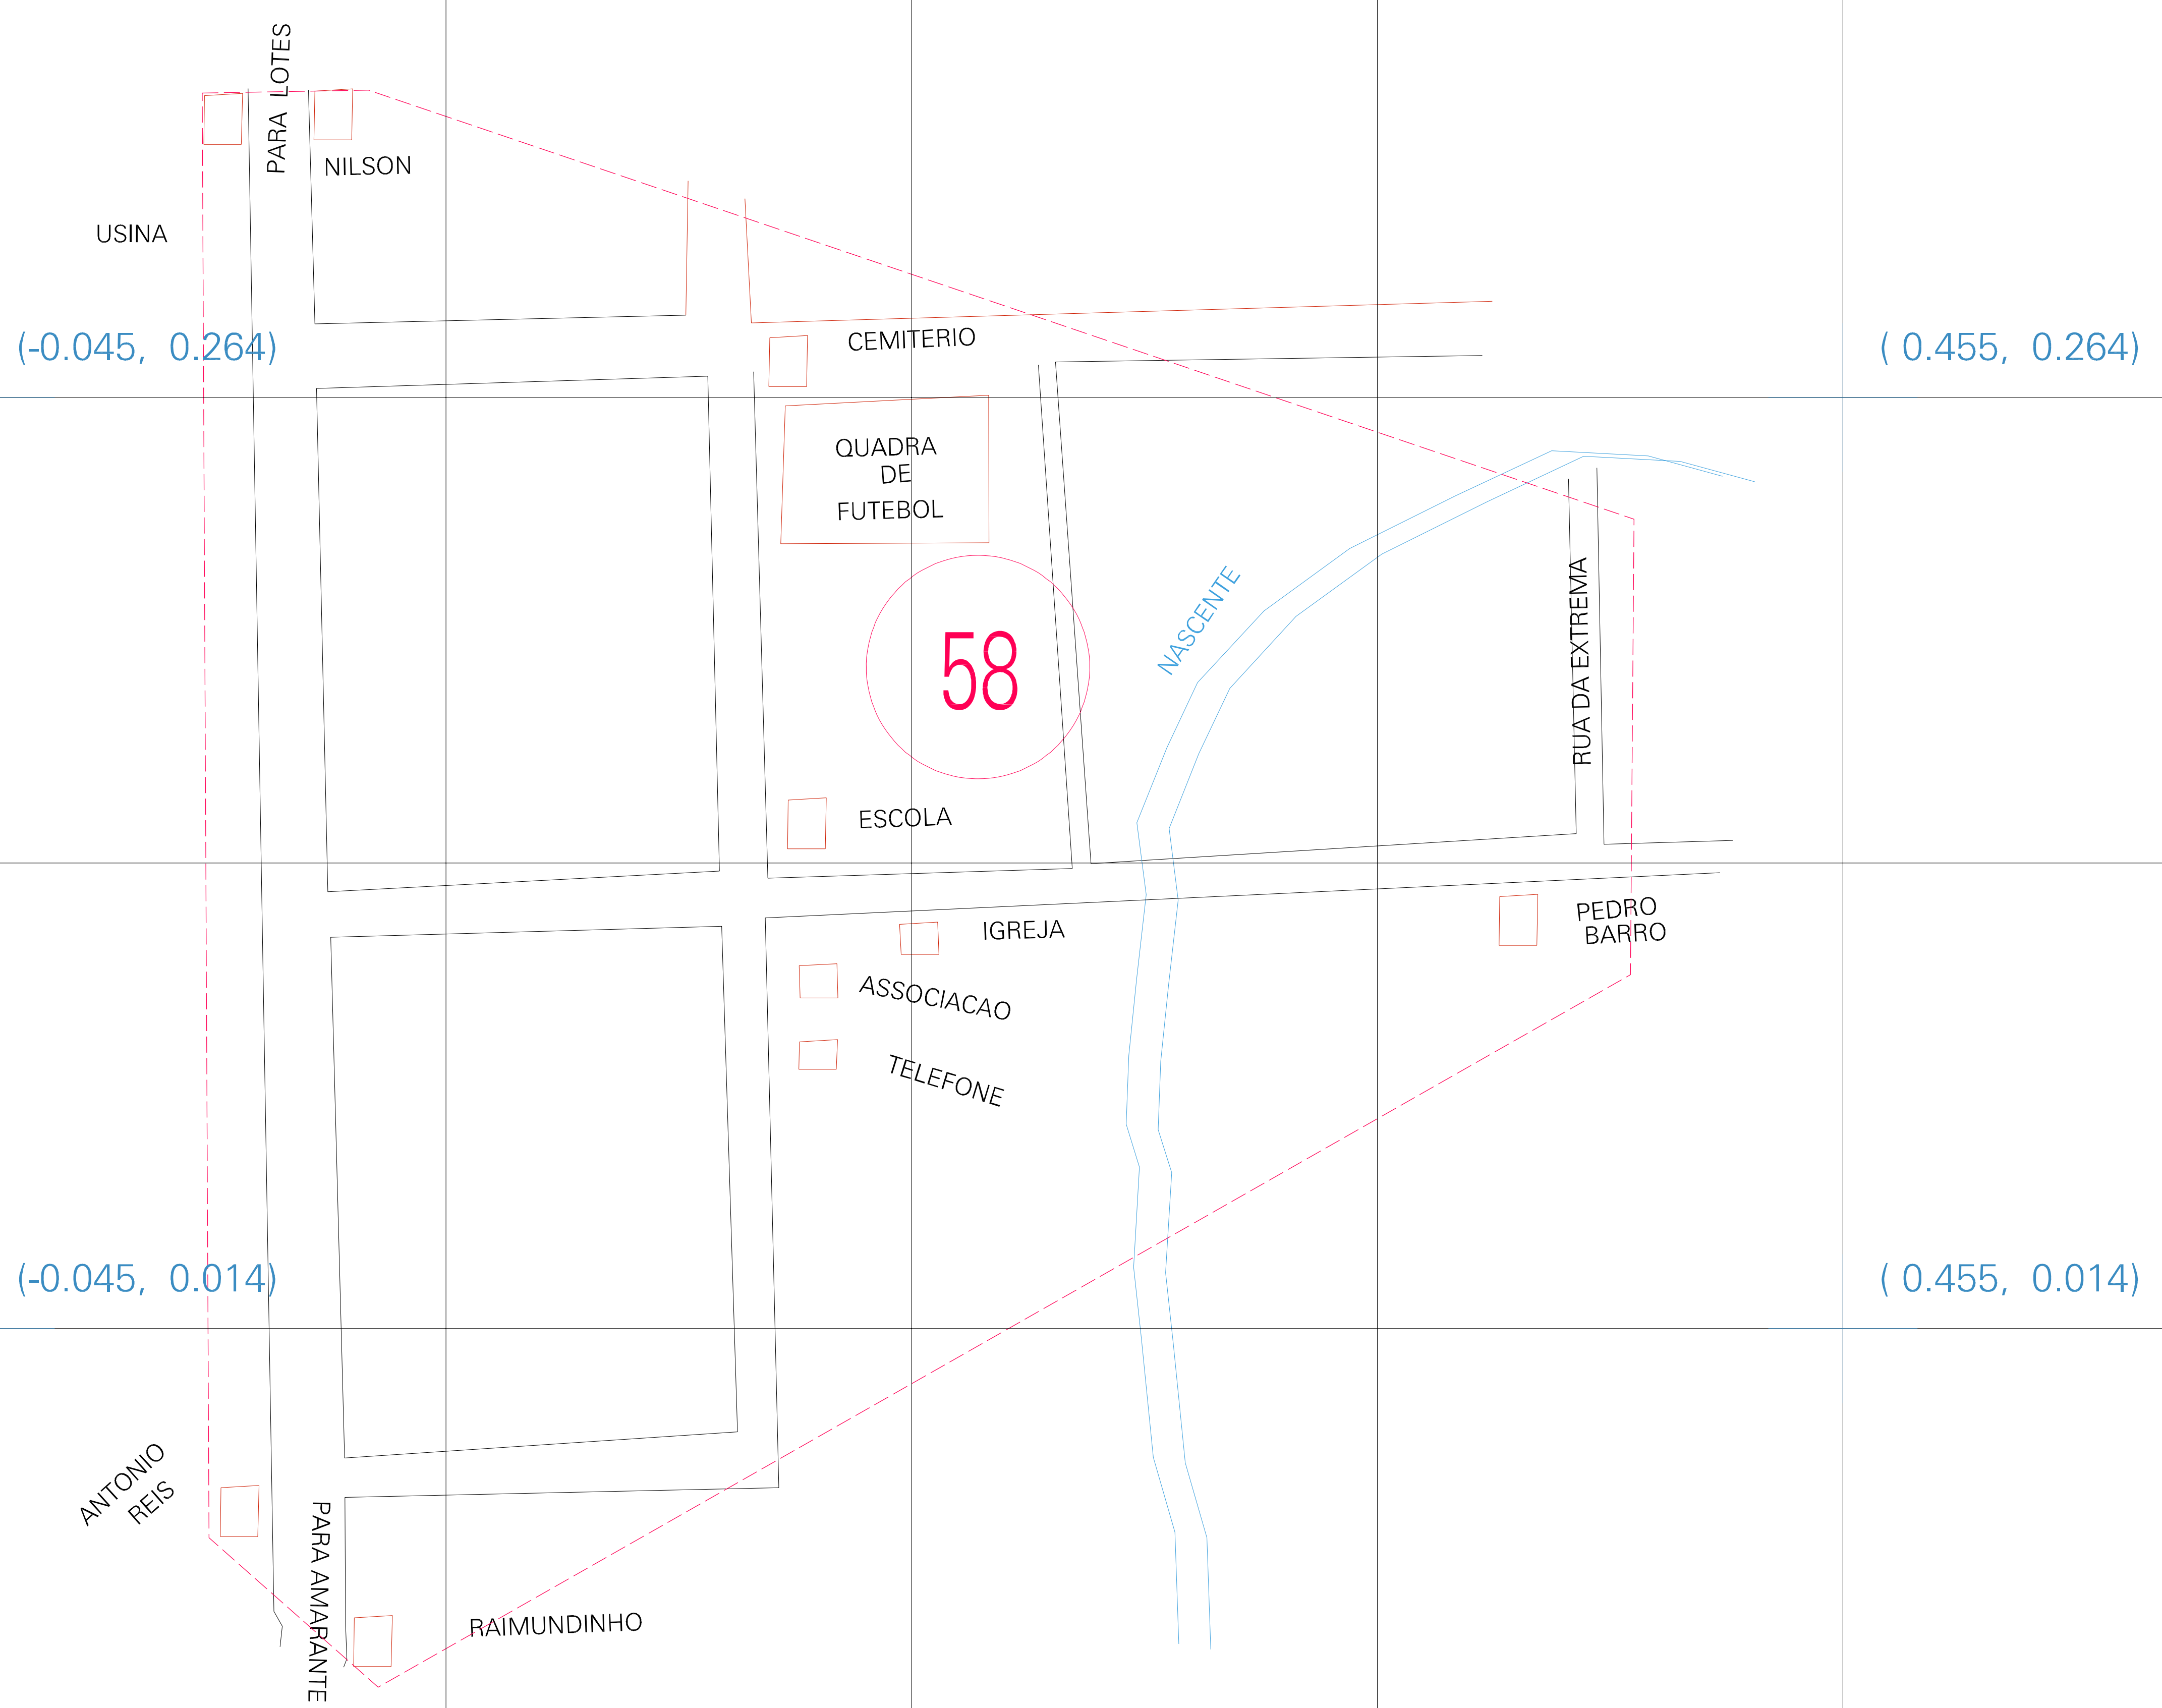 PARA LOTES
NILSON
USINA
(-0.045, 0.264)
( 0.455, 0.264)
CEMITERIO
QUADRA
DE
FUTEBOL
NASCENTE
RUA DA EXTREMA
58
ESCOLA
IGREJA
PEDRO
BARRO
ASSOCIACAO
TELEFONE
(-0.045, 0.014)
( 0.455, 0.014)
ANTONIO
REIS
PARA AMARANTE
RAIMUNDINHO